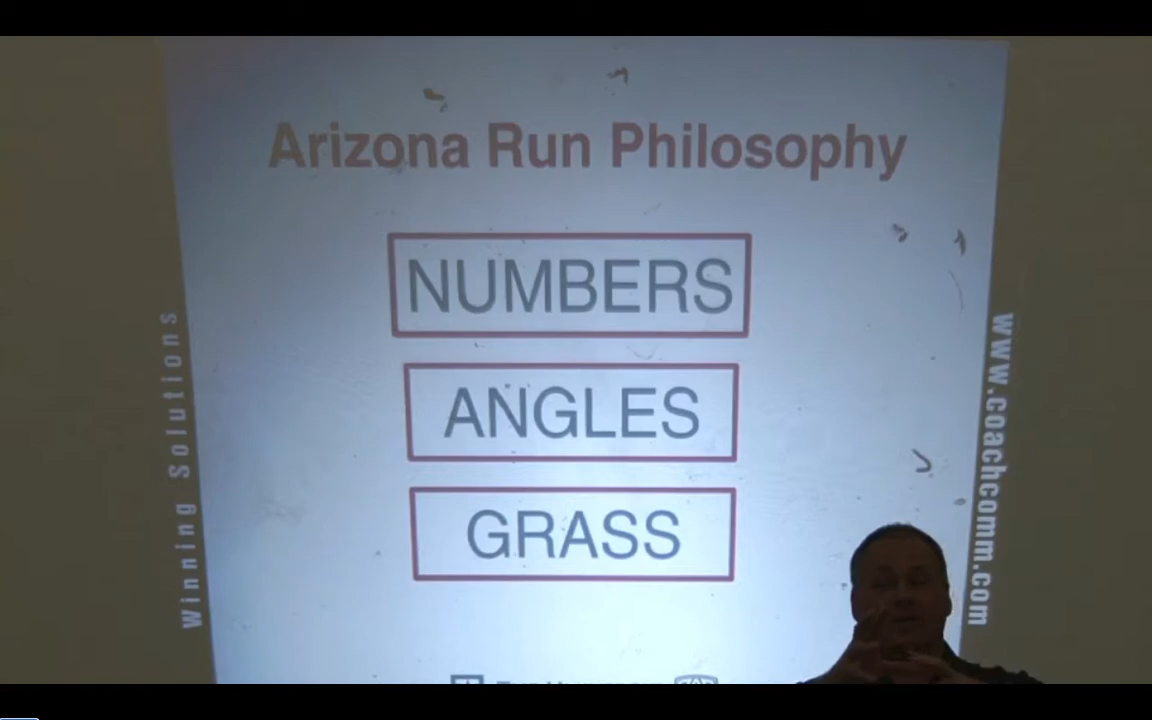 Arizona Run Philosophy
NUMBERS
ANGLES
GRASS
Winning Solutions
www.coachcomm.com